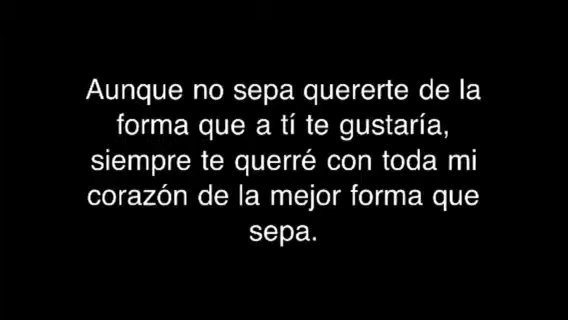 Aunque no sepa quererte de la
forma que a tí te gustaría,
siempre te querré con toda mi
corazón de la mejor forma que
sepa.